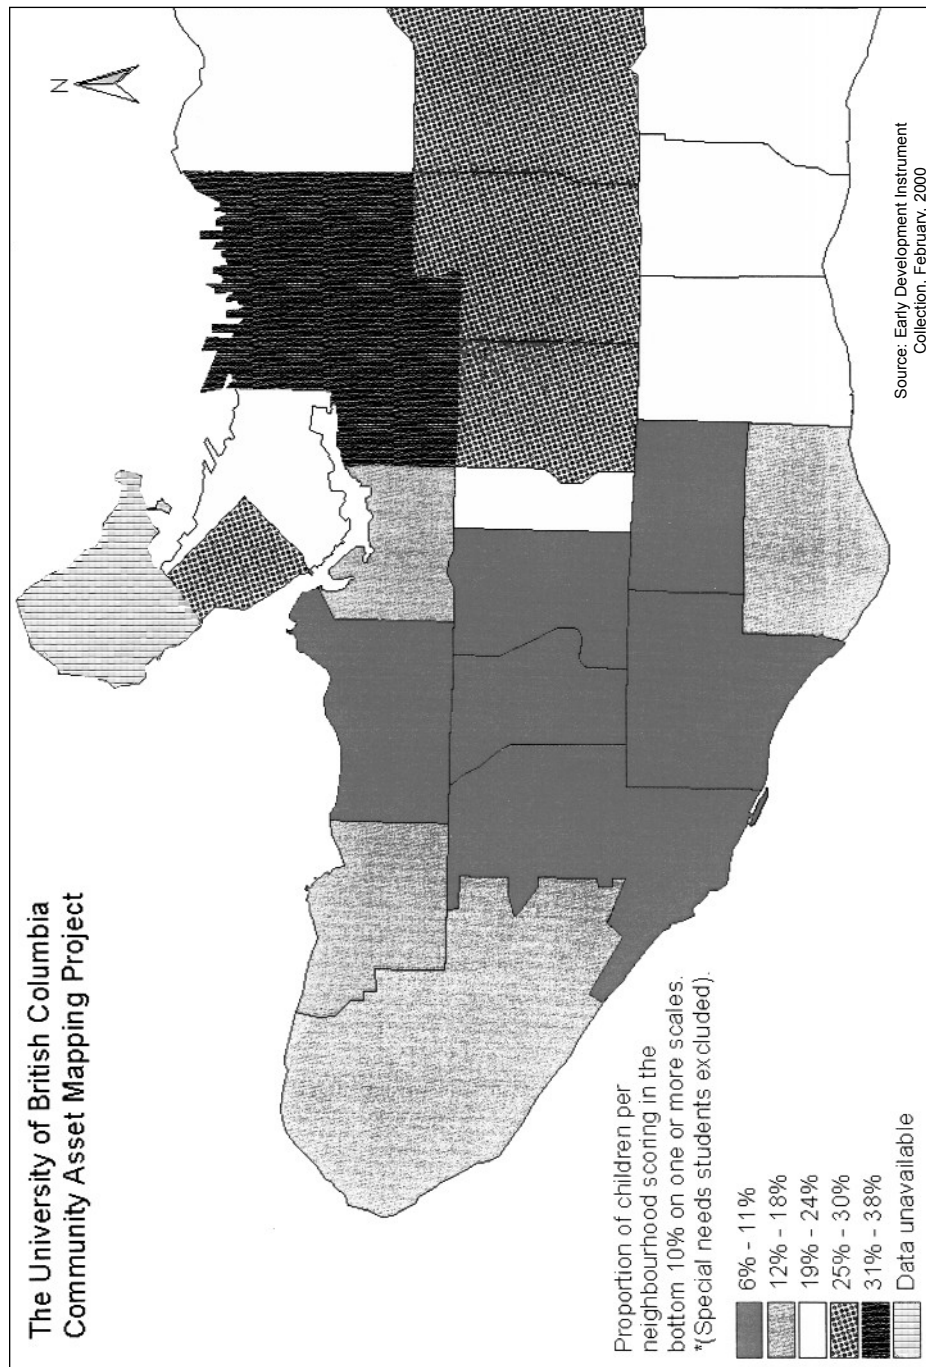 The University of British Columbia
Community Asset Mapping Project
N
Proportion of children per
neighbourhood scoring in the
bottom 10% on one or more scales.
*(Special needs students excluded).
6% - 11%
12% - 18%
19% - 24%
25% - 30%
31% - 38%
Data unavailable
Source: Early Development Instrument
Collection, February, 2000